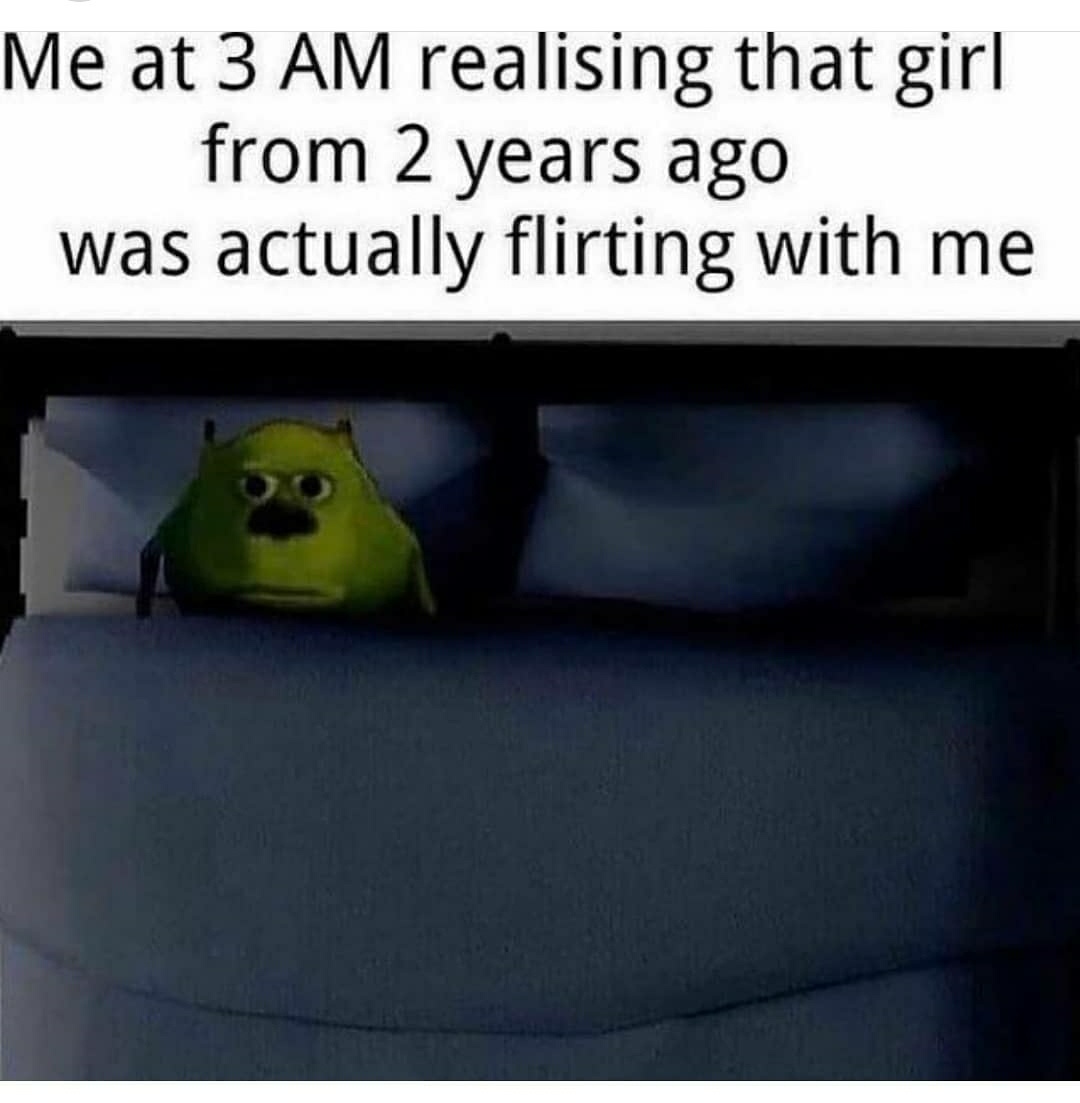 Me at 3 AM realising that girl
from 2 years ago
was actually flirting with me